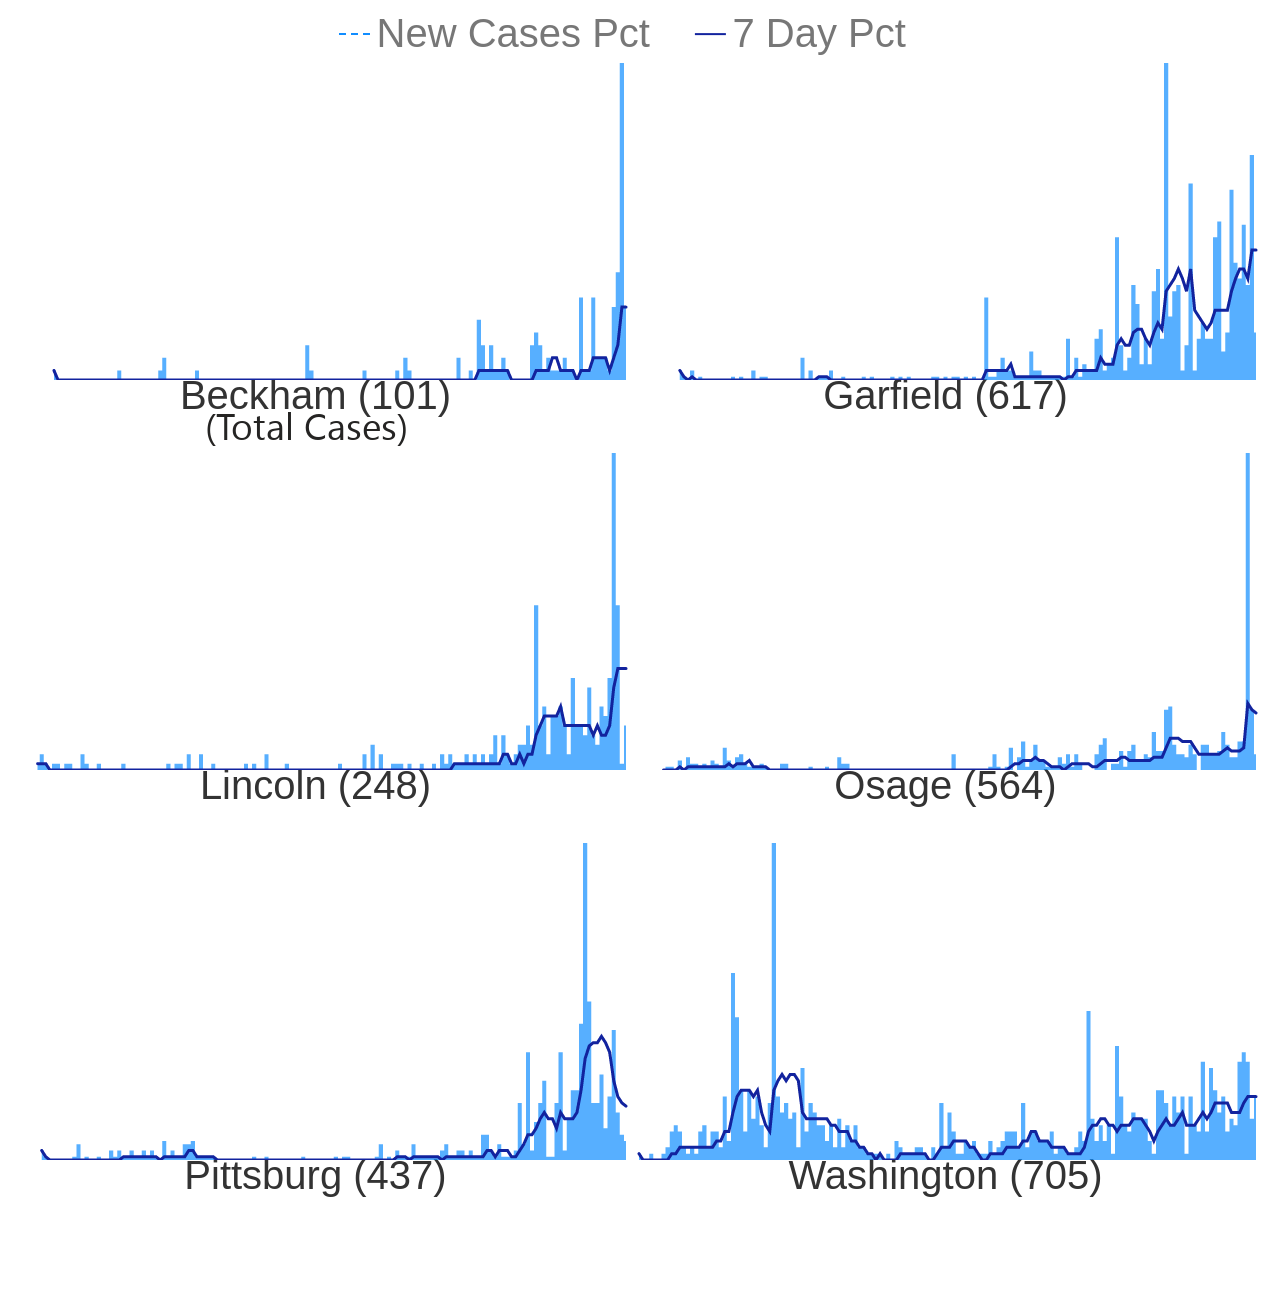 New Cases Pct 7 Day Pct
Beckham (101) Garfield (617)
(Total Cases)
Lincoln (248) Osage (564)
Pittsburg (437) Washington (705)